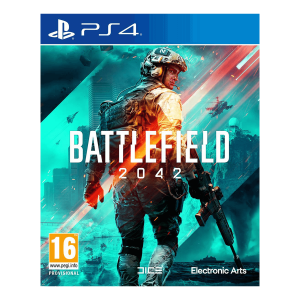 PS4
BATTLEFIELD
2042
16
www.pegi.info
PROVISIONAL
DICE
Electronic Arts